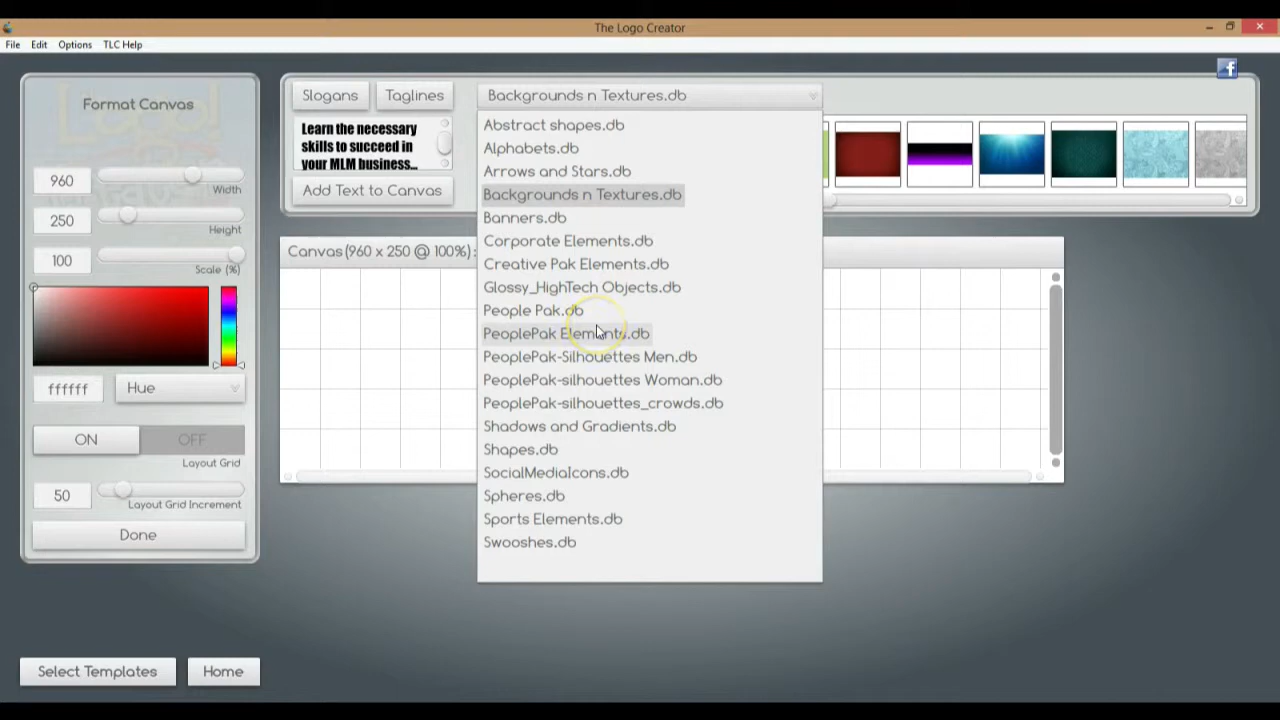 The Logo Creator
File Edit Options TLC Help
Format Canvas
960
Width
250
Height
100
Scale (%)
ffffff
Hue
ON
OFF
Layout Grid
50
Layout Grid Increment
Done
Slogans
Taglines
Learn the necessary
skills to succeed in
your MLM business...
Add Text to Canvas
Backgrounds n Textures.db
Abstract shapes.db
Alphabets.db
Arrows and Stars.db
Backgrounds n Textures.db
Banners.db
Corporate Elements.db
Creative Pak Elements.db
Glossy_HighTech Objects.db
People Pak.db
PeoplePak Elements.db
PeoplePak-Silhouettes Men.db
PeoplePak-silhouettes Woman.db
PeoplePak-silhouettes_crowds.db
Shadows and Gradients.db
Shapes.db
SocialMediaIcons.db
Spheres.db
Sports Elements.db
Swooshes.db
f
Canvas (960 x 250 @ 100%) :
Select Templates
Home